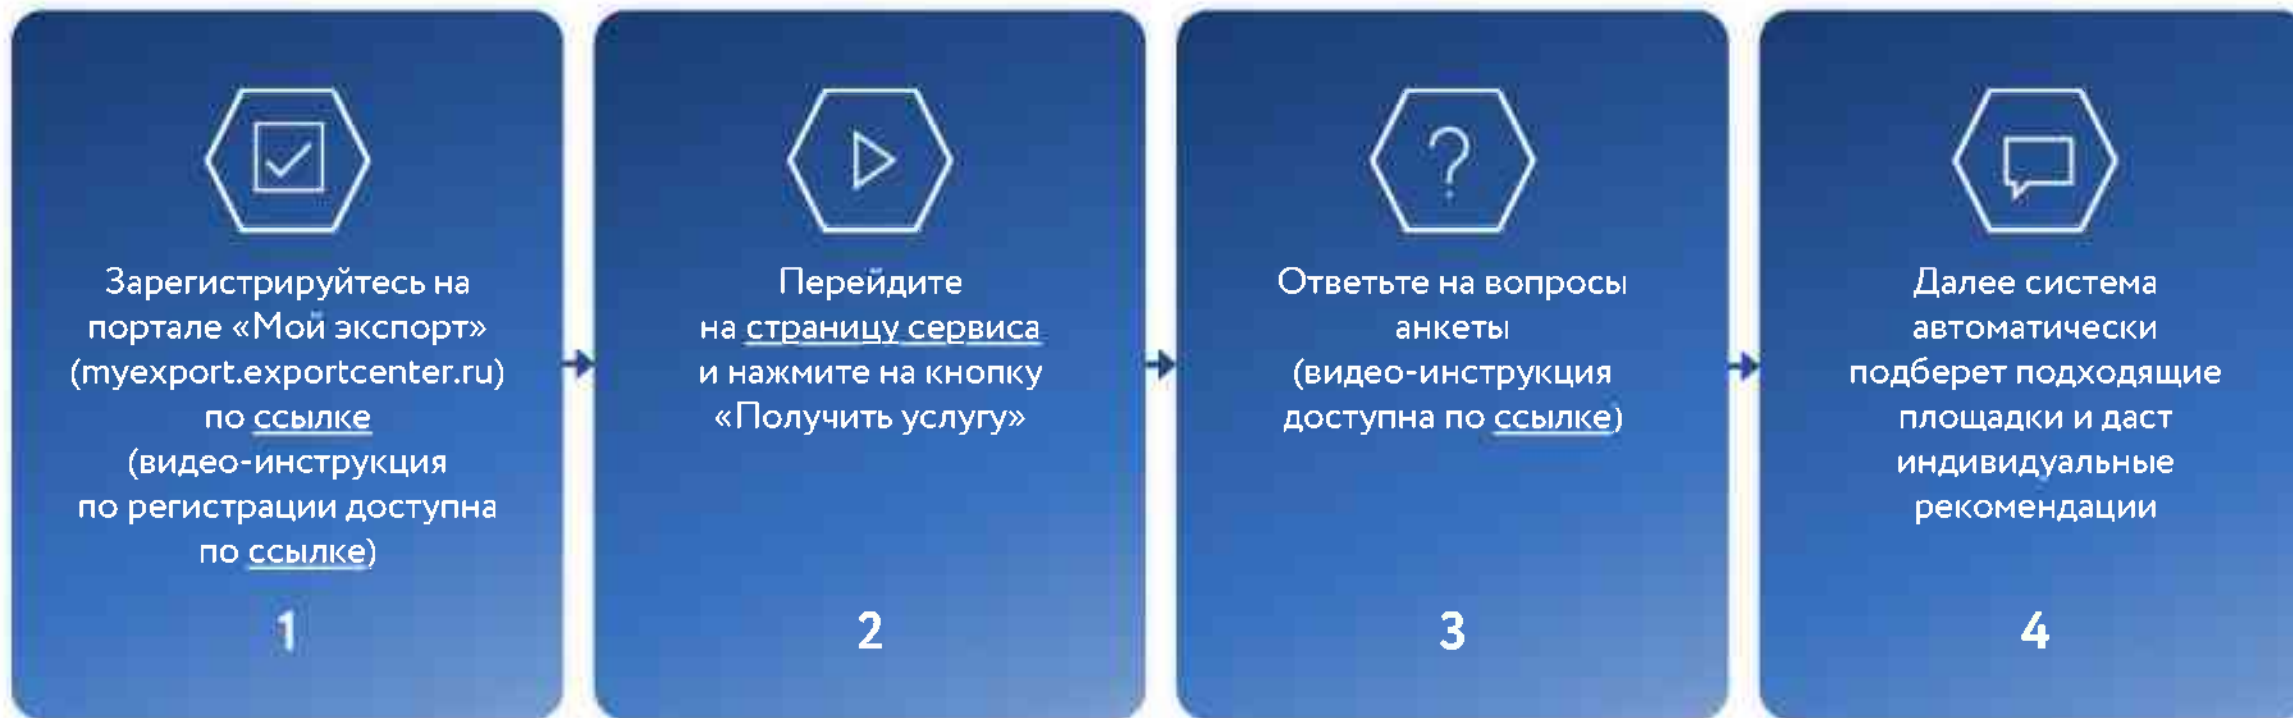 Зарегистрируйтесь на
портале «Мой экспорт»
(myexport.exportcenter.ru)
по ссылке
(видео-инструкция
по регистрации доступна
по ссылке)
1
Перейдите
на страницу сервиса
и нажмите на кнопку
«Получить услугу»
2
Ответьте на вопросы
анкеты
(видео-инструкция
доступна по ссылке)
3
Далее система
автоматически
подберет подходящие
площадки и даст
индивидуальные
рекомендации
4